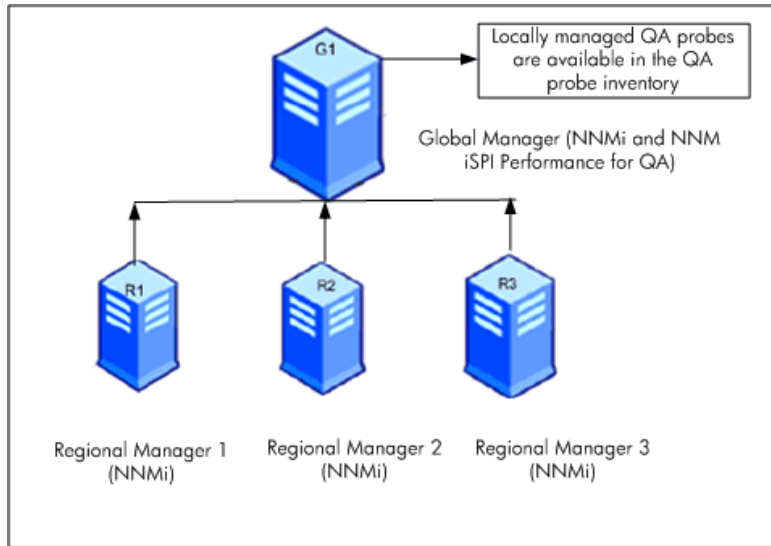 G1
Locally managed QA probes
are available in the QA
probe inventory
Global Manager (NNMi and NNM
iSPI Performance for QA)
R1
R2
R3
Regional Manager 1
(NNMi)
Regional Manager 2
(NNMi)
Regional Manager 3
(NNMi)